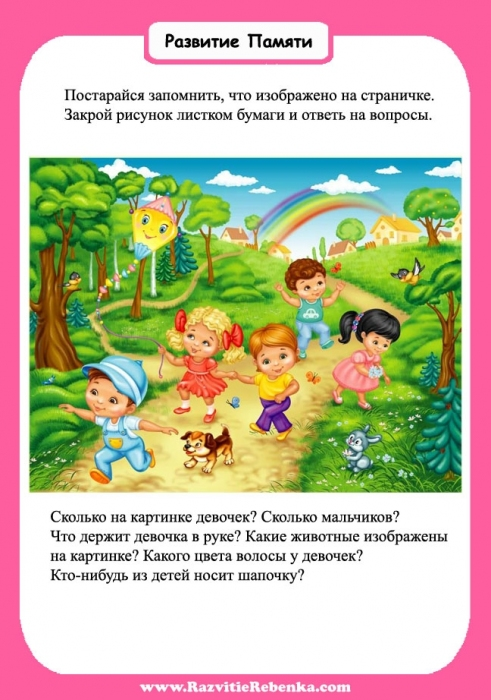 Развитие Памяти
Постарайся запомнить, что изображено на страничке.
Закрой рисунок листком бумаги и ответь на вопросы.
Сколько на картинке девочек? Сколько мальчиков?
Что держит девочка в руке? Какие животные изображены
на картинке? Какого цвета волосы у девочек?
Кто-нибудь из детей носит шапочку?
www.RazvitieRebenka.com